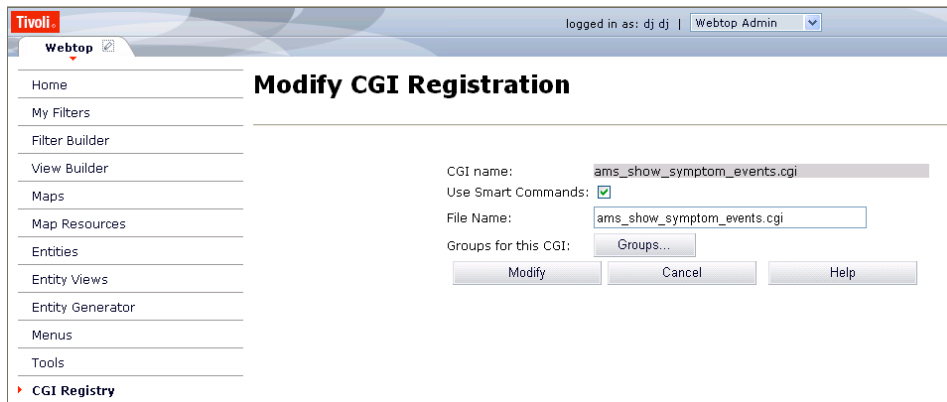 Tivoli.
logged in as: dj dj | Webtop Admin
Webtop
Home
My Filters
Filter Builder
View Builder
Maps
Map Resources
Entities
Entity Views
Entity Generator
Menus
Tools
CGI Registry
Modify CGI Registration
CGI name: ams_show_symptom_events.cgi
Use Smart Commands:
File Name: ams_show_symptom_events.cgi
Groups for this CGI: Groups...
Modify Cancel Help